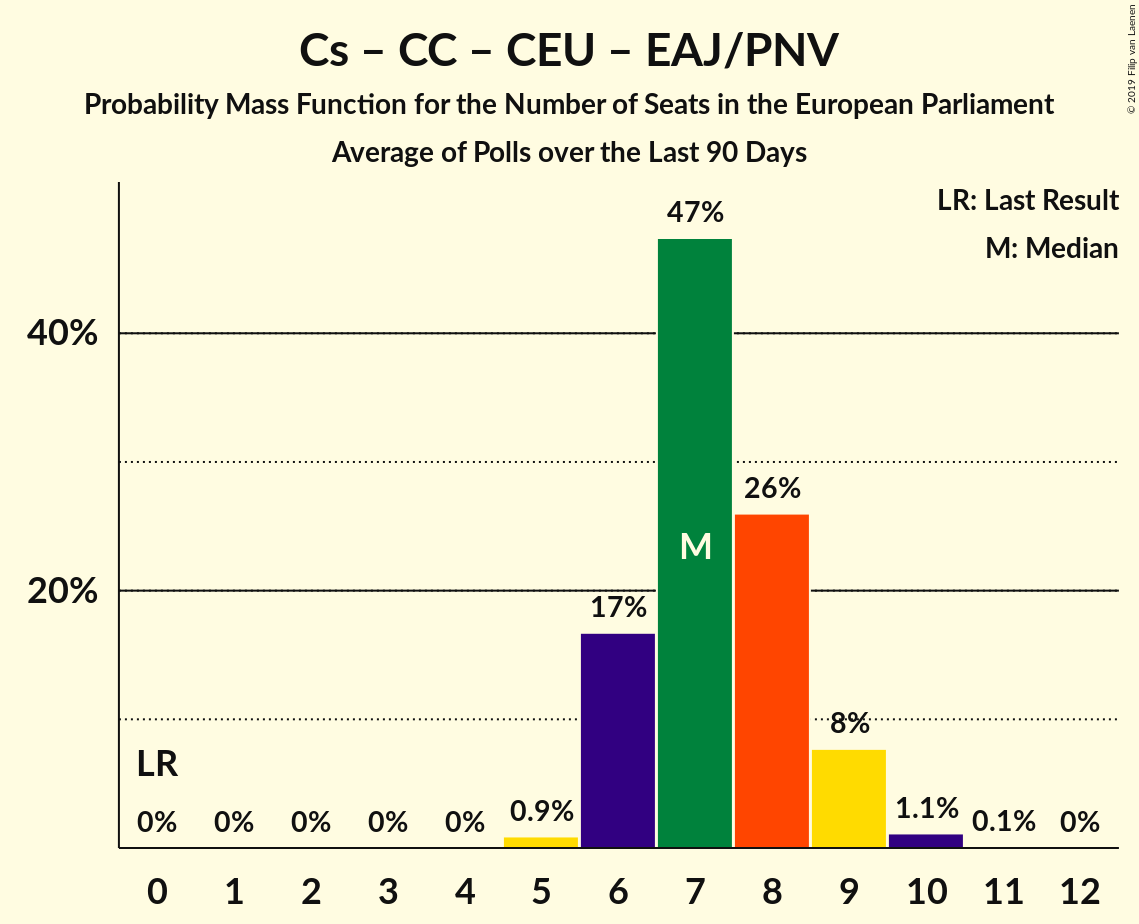 Cs – CC – CEU – EAJ/PNV
Probability Mass Function for the Number of Seats in the European Parliament
Average of Polls over the Last 90 Days
© 2019 Filip van Laenen
LR: Last Result
M: Median
47%
40%
26%
M
20%
17%
8%
LR
0% 0% 0% 0% 0% 0.9% 1.1% 0.1% 0%
0 1 2 3 4 5 6 7 8 9 10 11 12